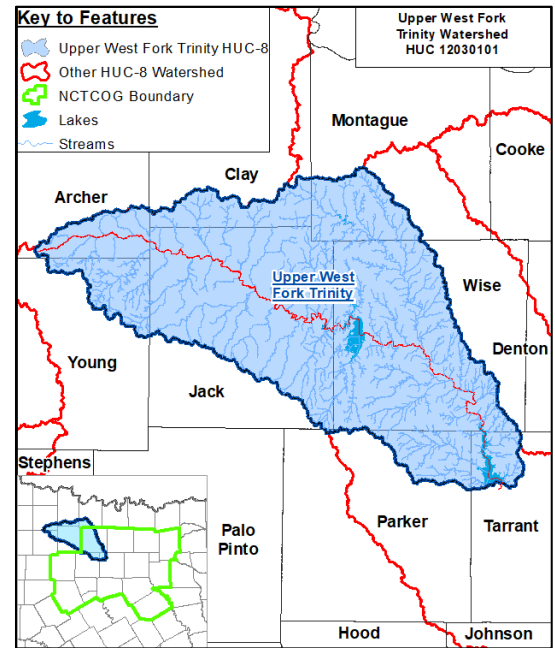 Key to Features
Upper West Fork Trinity HUC-8
Other HUC-8 Watershed
NCTCOG Boundary
Lakes
Streams
Upper West Fork
Trinity Watershed
HUC 12030101
Montague
Cooke
Clay
Archer
Upper West
Fork Trinity
Wise
Denton
Young
Jack
Stephens
Palo
Pinto
Parker
Tarrant
Hood
Johnson